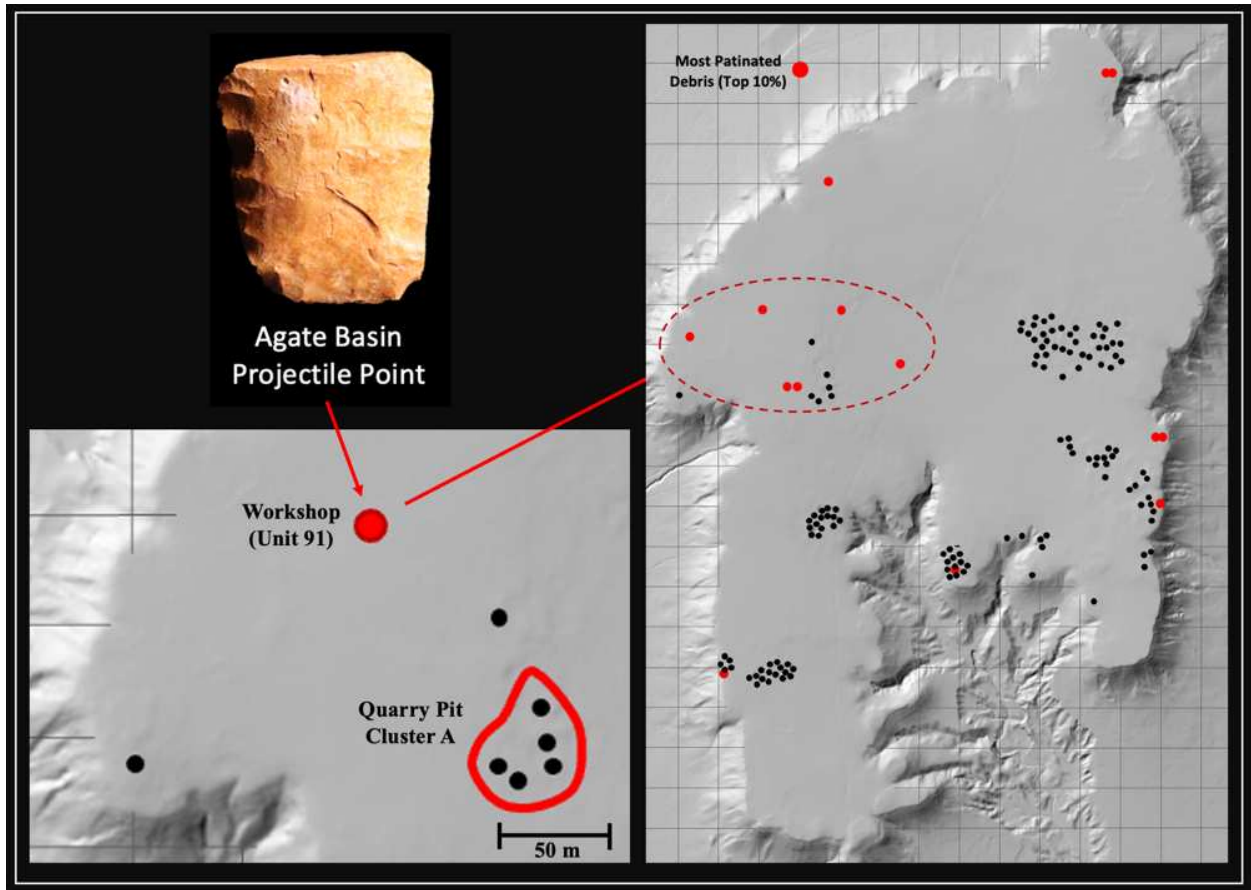 Agate Basin
Projectile Point
Most Patinated
Debris (Top 10%)
Workshop
(Unit 91)
Quarry Pit
Cluster A
50 m